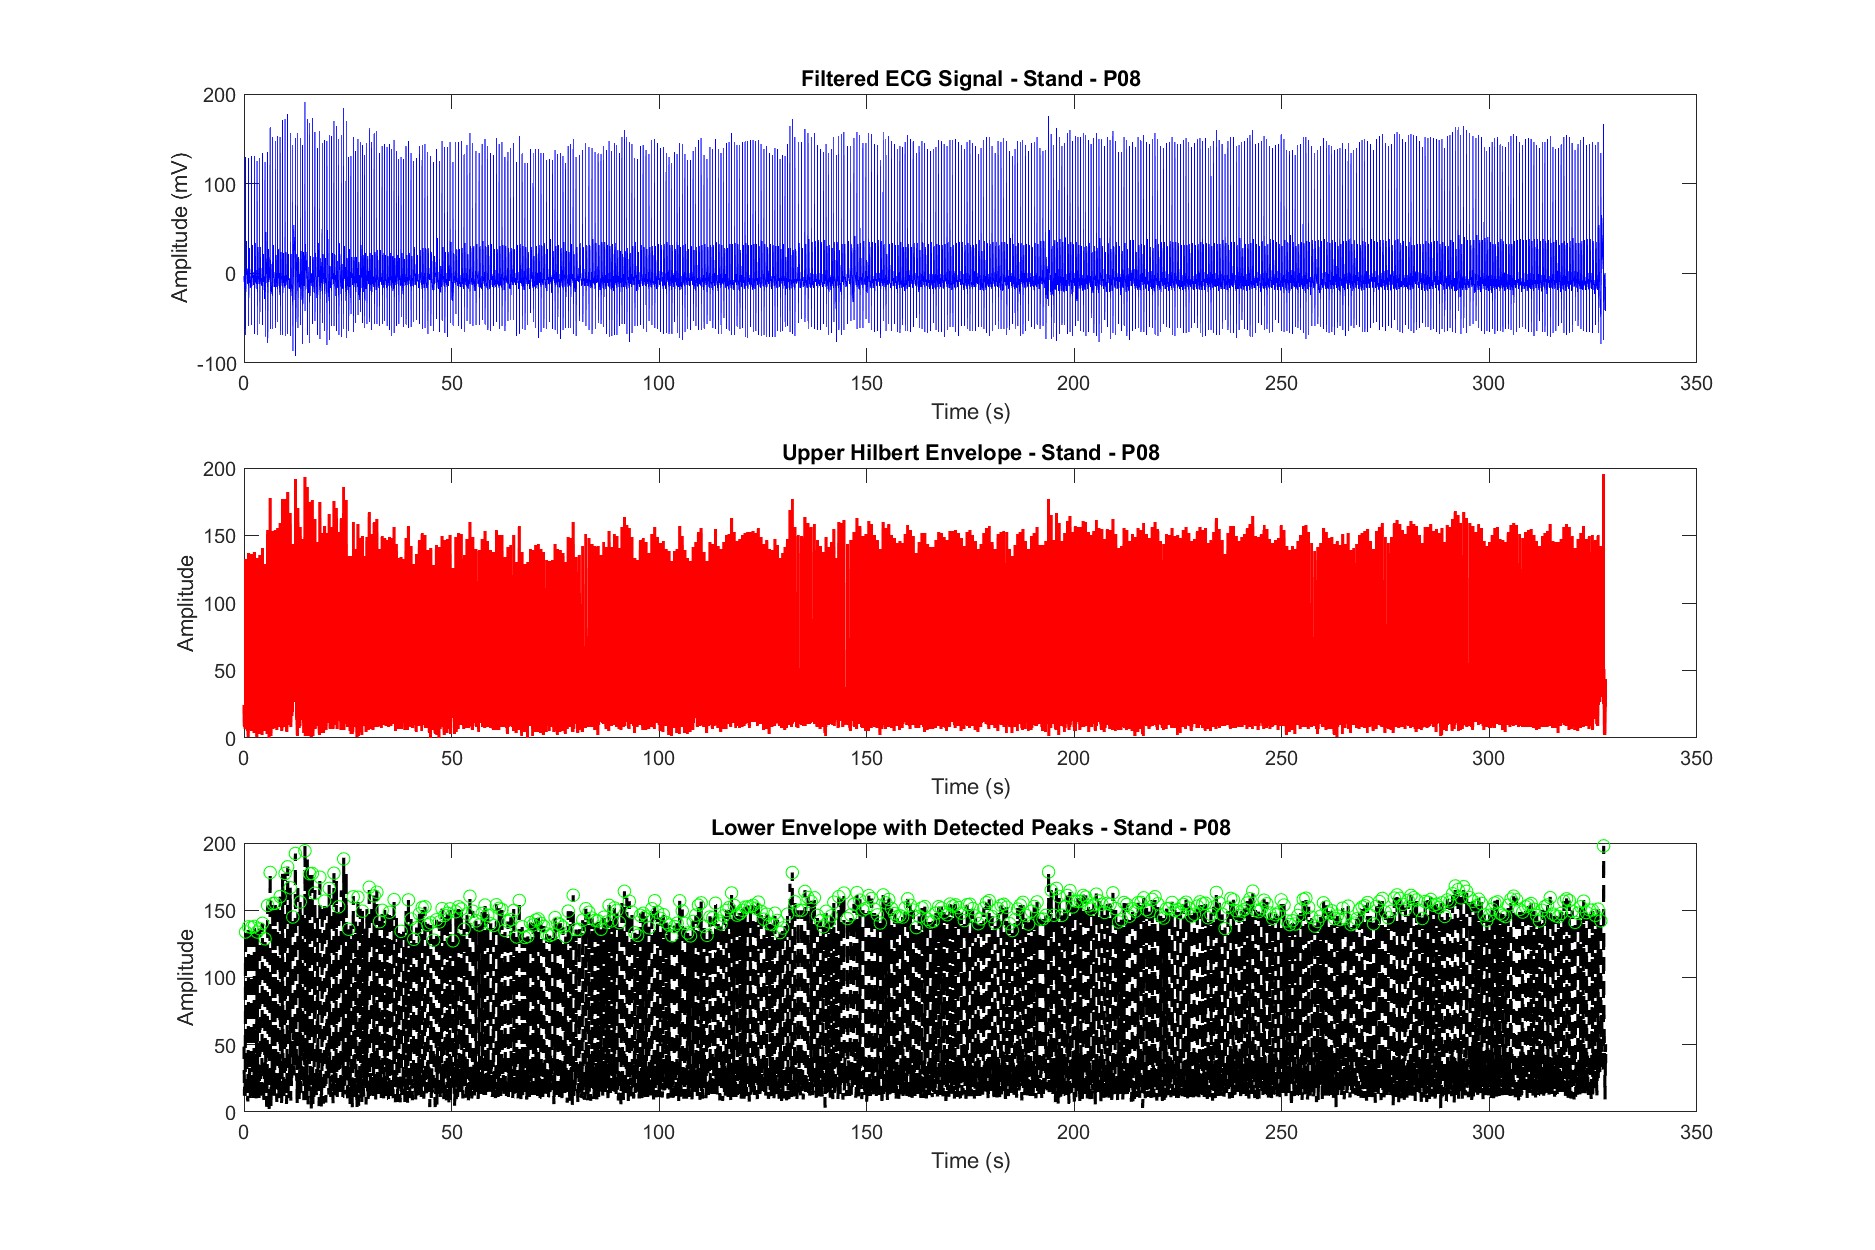 Filtered ECG Signal - Stand - P08
200
100
0
-100
Amplitude (mV)
0 50 100 150 200 250 300 350
Time (s)
Upper Hilbert Envelope - Stand - P08
200
150
100
50
0
Amplitude
0 50 100 150 200 250 300 350
Time (s)
Lower Envelope with Detected Peaks - Stand - P08
200
150
100
50
0
Amplitude
0 50 100 150 200 250 300 350
Time (s)